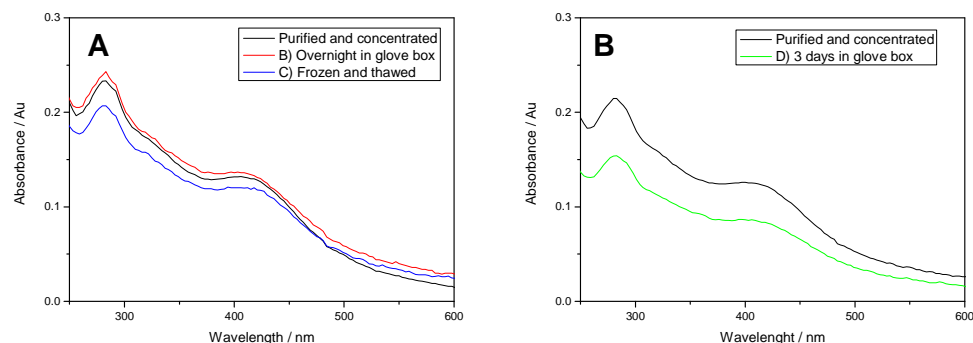 A
Purified and concentrated
B) Overnight in glove box
C) Frozen and thawed
0.3
0.2
0.1
0.0
Absorbance / Au
300
400
500
600
Wavelength / nm
B
Purified and concentrated
D) 3 days in glove box
0.3
0.2
0.1
0.0
Absorbance / Au
300
400
500
600
Wavelenght / nm